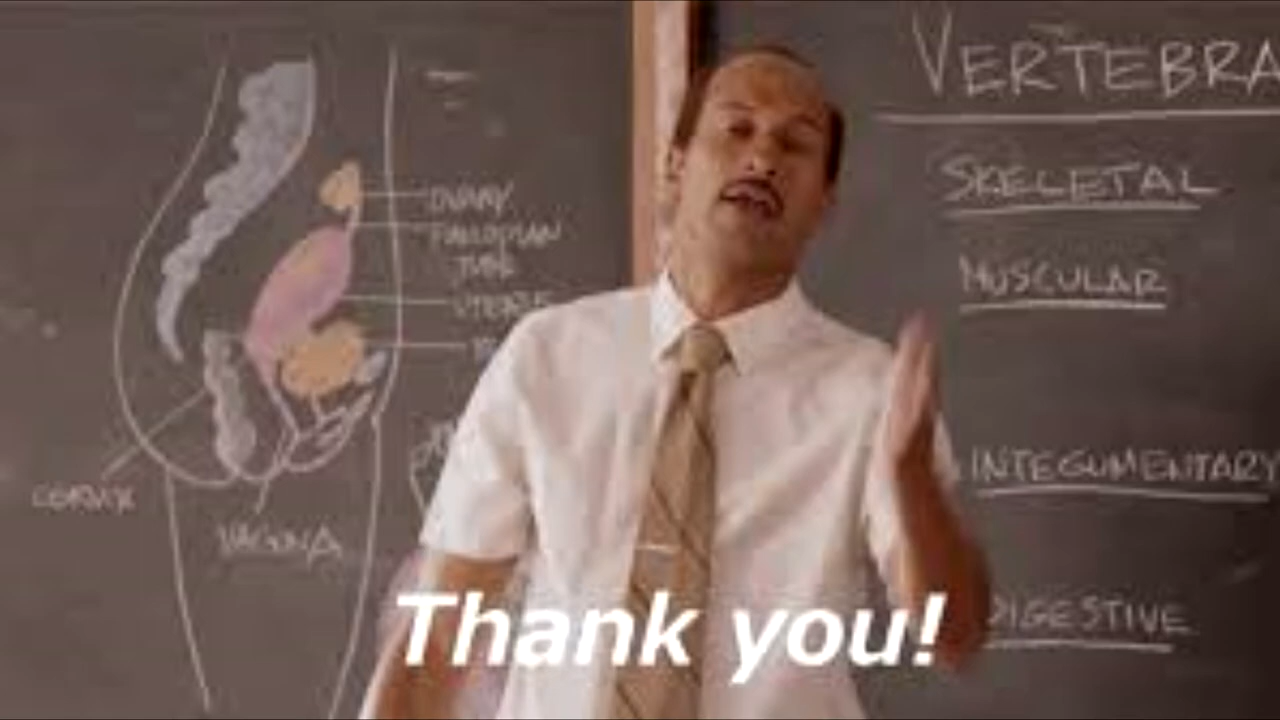 OVARY
FALLOPIAN
TUBE
UTERUS
CERVIX
VAGINA
VERTEBRA
SKELETAL
MUSCULAR
INTEGUMENTARY
DIGESTIVE
Thank you!